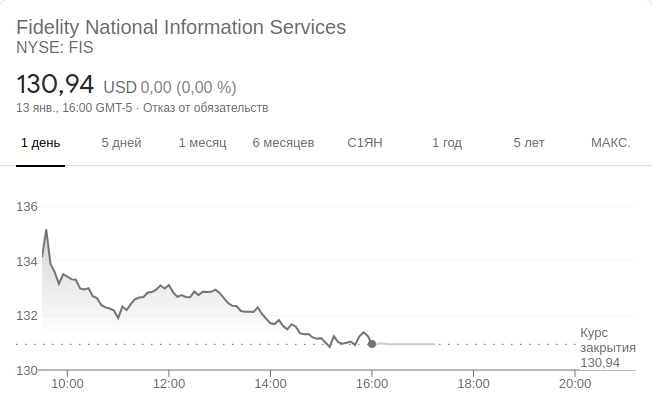 Fidelity National Information Services
NYSE: FIS
130,94 USD 0,00 (0,00 %)
13 янв., 16:00 GMT-5 · Отказ от обязательств
1 день 5 дней 1 месяц 6 месяцев С1ЯН 1 год 5 лет МАКС.
136
134
132
130
Курс
закрытия
130,94
10:00 12:00 14:00 16:00 18:00 20:00